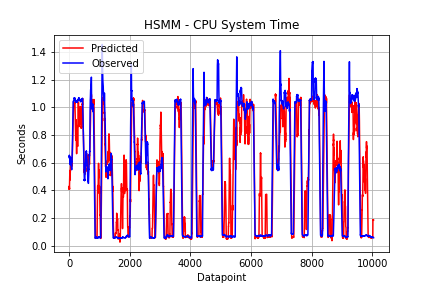 HSMM - CPU System Time
Predicted
Observed
1.4
1.2
1.0
0.8
0.6
0.4
0.2
0.0
Seconds
0 2000 4000 6000 8000 10000
Datapoint